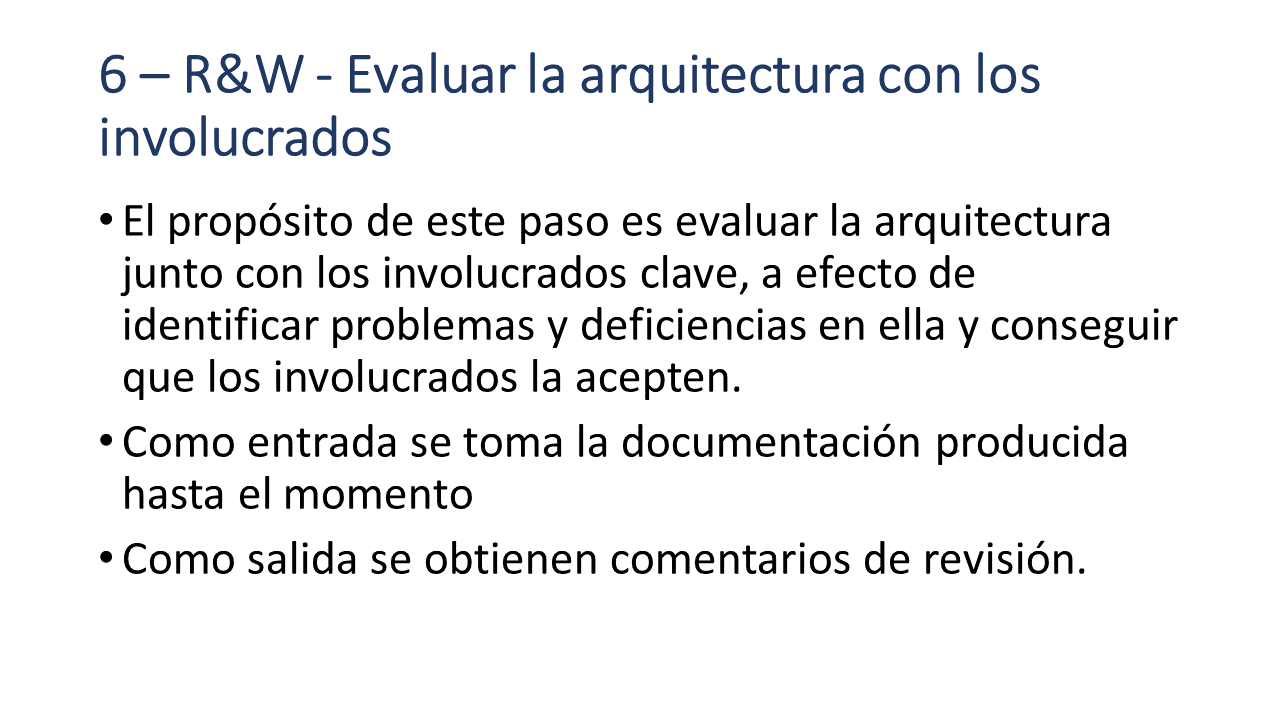 6 – R&W - Evaluar la arquitectura con los
involucrados
• El propósito de este paso es evaluar la arquitectura
junto con los involucrados clave, a efecto de
identificar problemas y deficiencias en ella y conseguir
que los involucrados la acepten.
• Como entrada se toma la documentación producida
hasta el momento
• Como salida se obtienen comentarios de revisión.